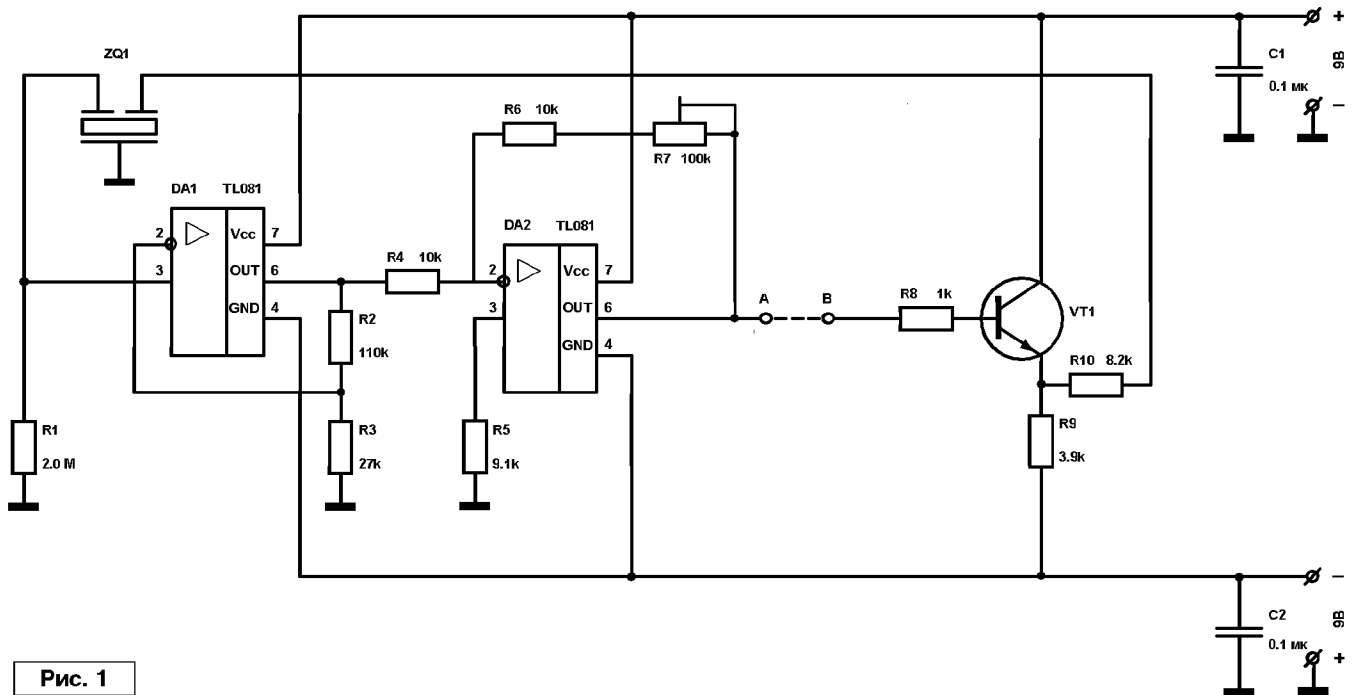 ZQ1
DA1 TL081
2
3
Vcc
OUT
GND
7
6
4
R1
2.0 М
R2
110k
R3
27k
R4 10k
R6 10k
R7 100k
DA2 TL081
2
3
Vcc
OUT
GND
7
6
4
R5
9.1k
A
B
R8 1k
VT1
R10 8.2k
R9
3.9k
C1
0.1 мк
+
9В
–
C2
0.1 мк
–
9В
+
Рис. 1